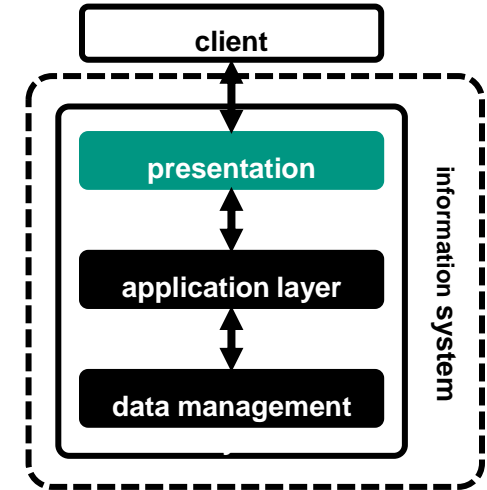 client
presentation
application layer
data management
information system